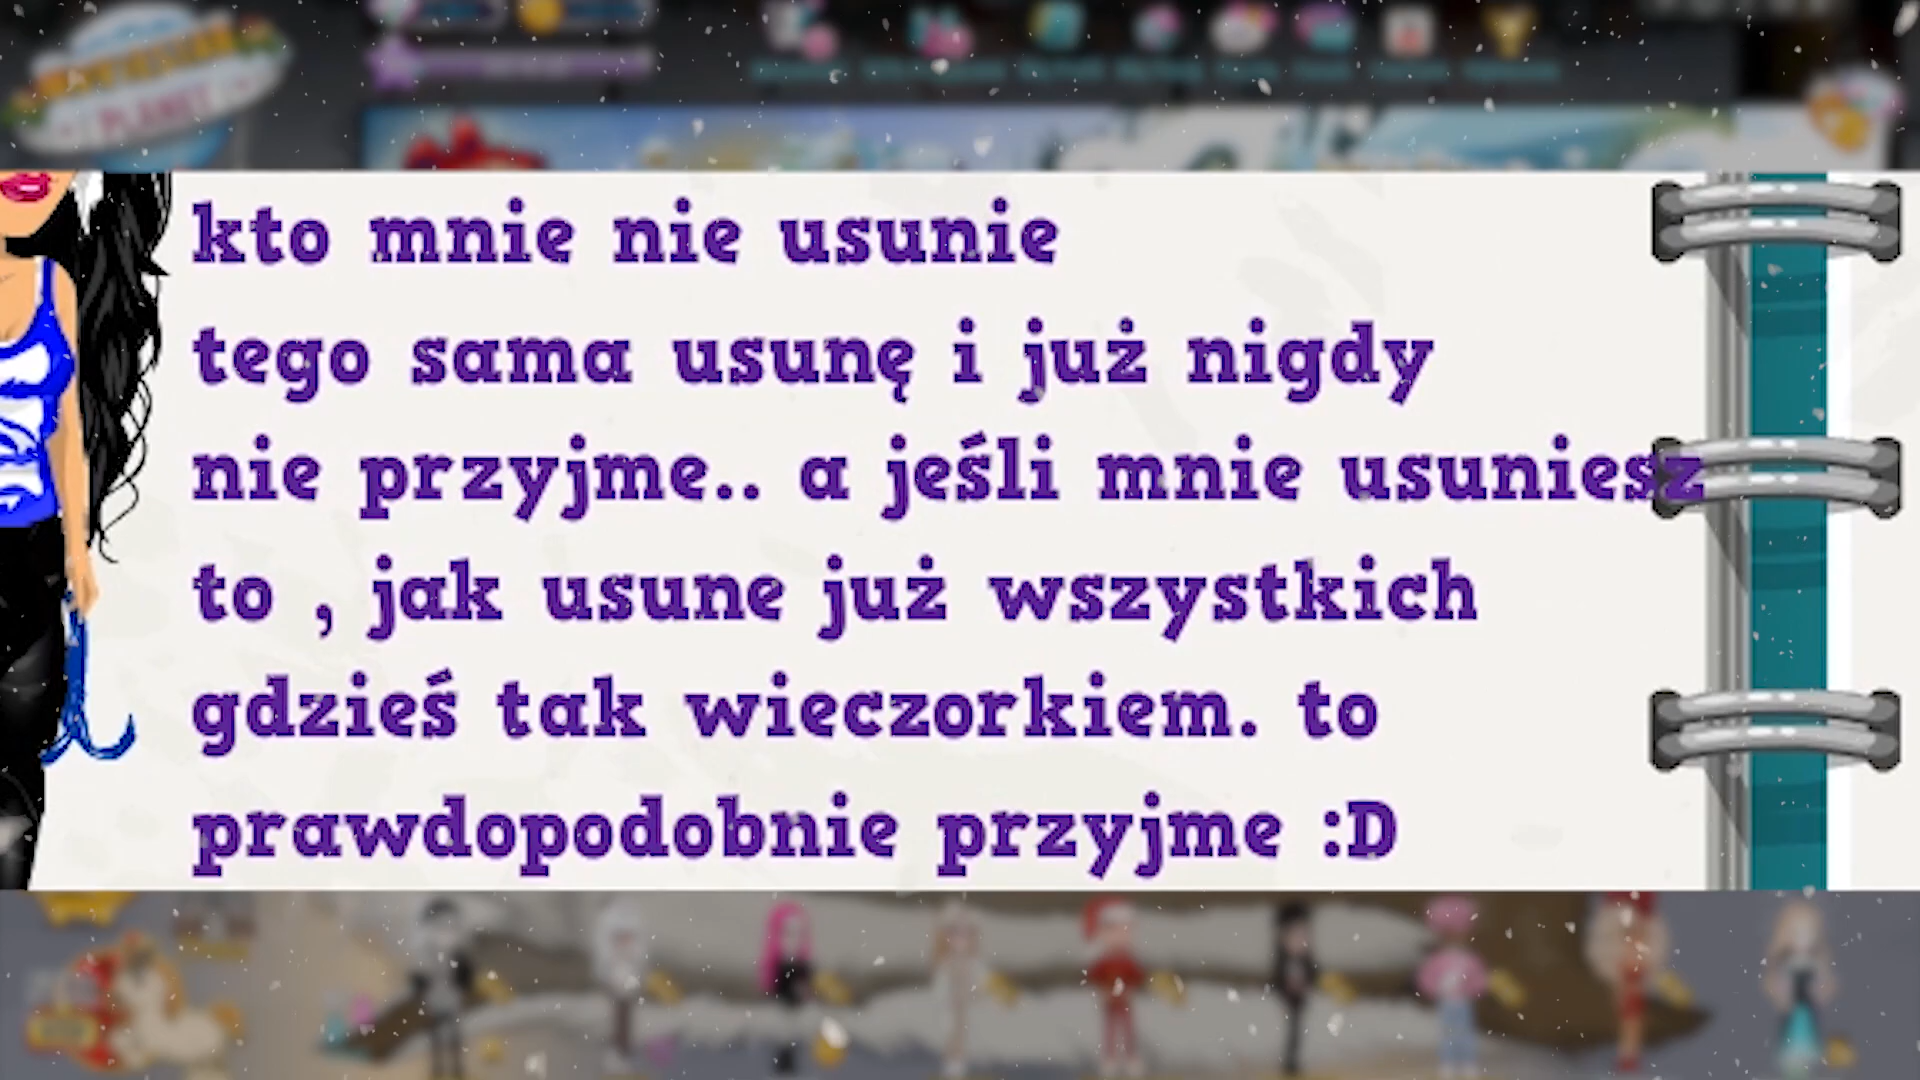 PLANET
kto mnie nie usunie
tego sama usunę i już nigdy
nie przyjme.. a jeśli mnie usuniesz
to , jak usune już wszystkich
gdzieś tak wieczorkiem. to
prawdopodobnie przyjme :D